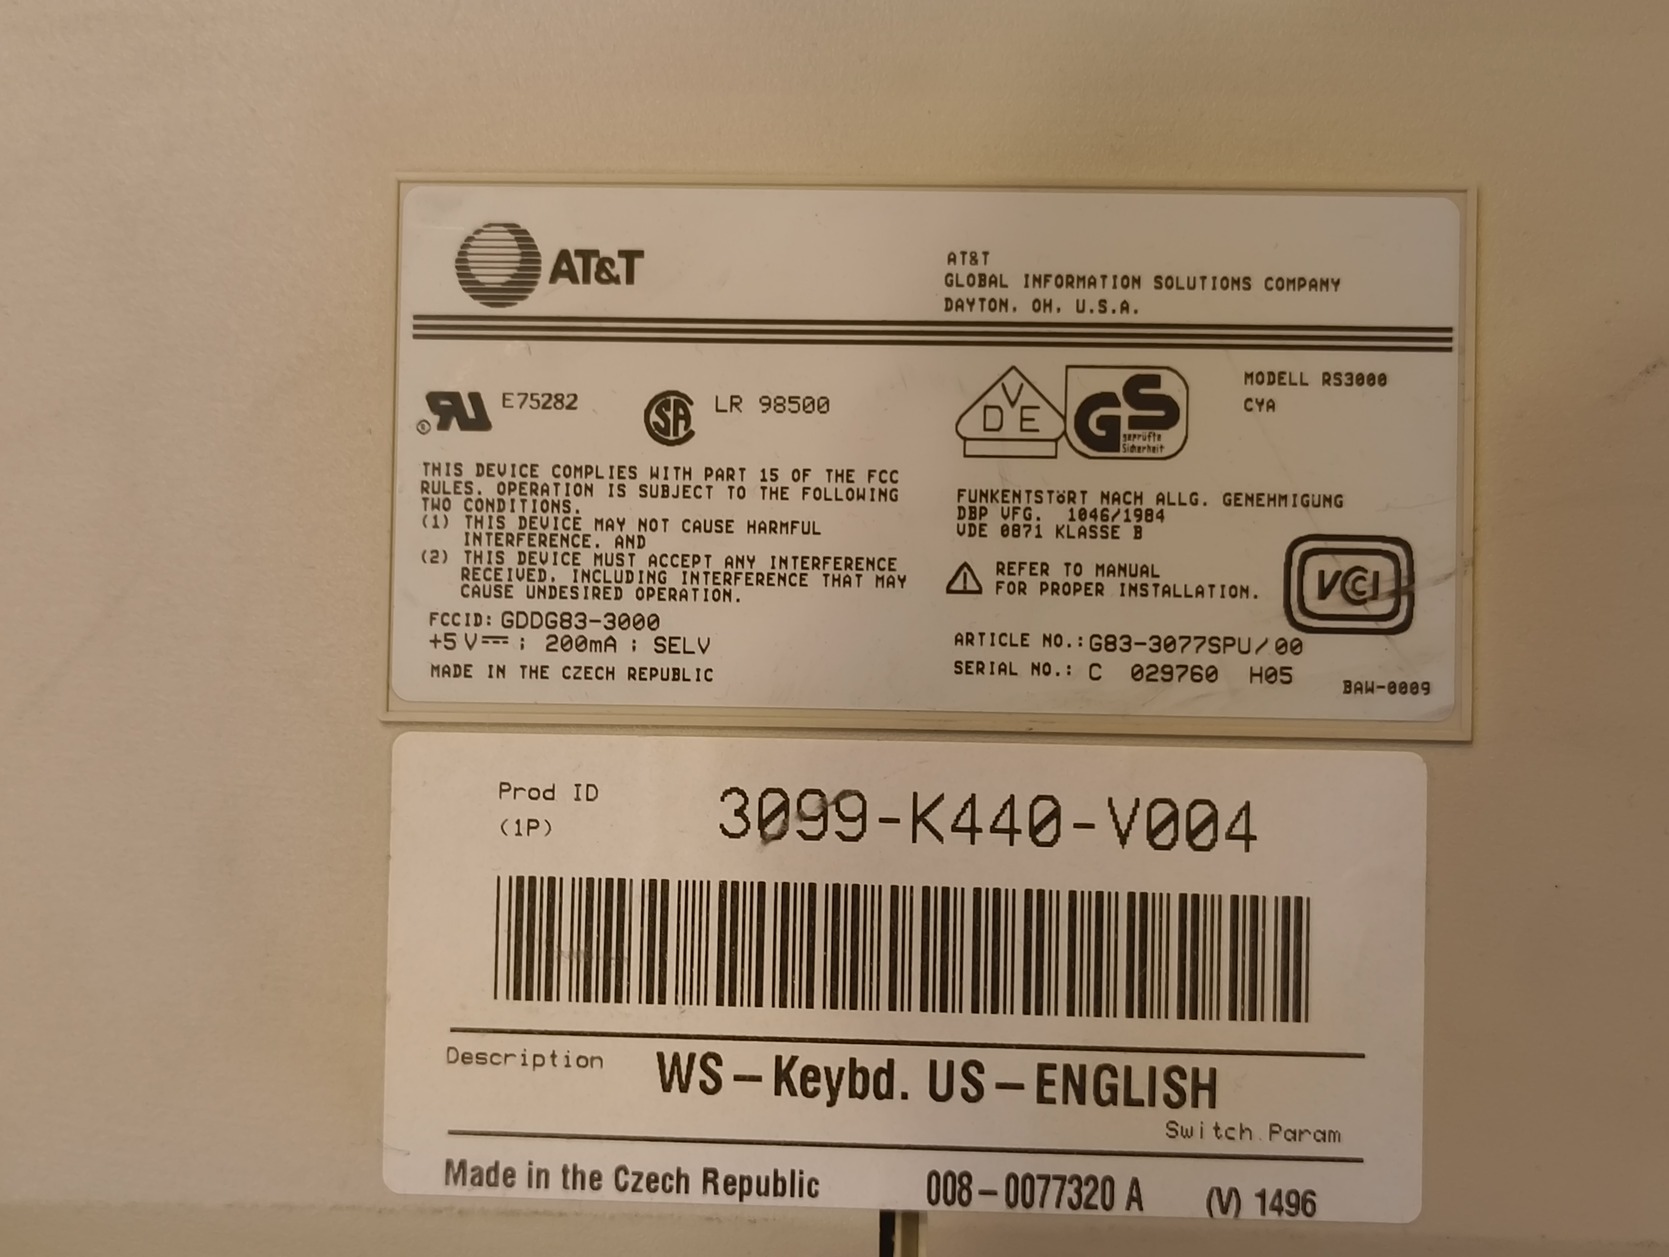 AT&T
AT&T
GLOBAL INFORMATION SOLUTIONS COMPANY
DAYTON, OH, U.S.A.
E75282
LR 98500
VDE
GS
geprüfte
Sicherheit
MODELL RS3000
CYA
THIS DEVICE COMPLIES WITH PART 15 OF THE FCC
RULES. OPERATION IS SUBJECT TO THE FOLLOWING
TWO CONDITIONS.
(1) THIS DEVICE MAY NOT CAUSE HARMFUL
INTERFERENCE, AND
(2) THIS DEVICE MUST ACCEPT ANY INTERFERENCE
RECEIVED, INCLUDING INTERFERENCE THAT MAY
CAUSE UNDESIRED OPERATION.
FCCID: GDDG83-3000
+5V⎓; 200mA; SELV
MADE IN THE CZECH REPUBLIC
FUNKENTSTöRT NACH ALLG. GENEHMIGUNG
DBP VFG. 1046/1984
VDE 0871 KLASSE B
REFER TO MANUAL
FOR PROPER INSTALLATION.
VCCI
ARTICLE NO.: G83-3077SPU/00
SERIAL NO.: C 029760 H05
BAW-0009
Prod ID
(1P)
3099-K440-V004
Description
WS-Keybd. US-ENGLISH
Switch Param
Made in the Czech Republic 008-0077320 A (V) 1496